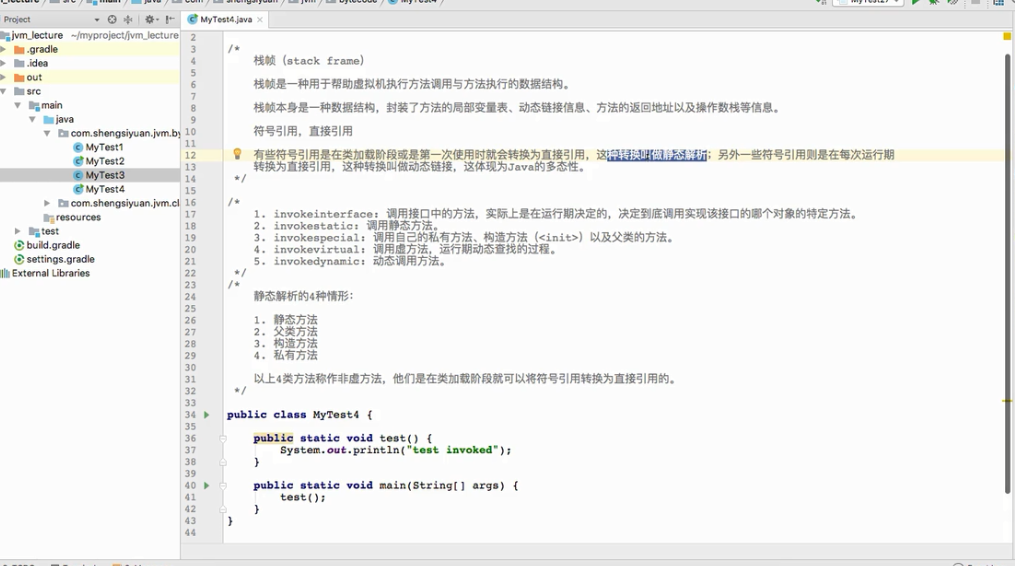 Project
MyTest4.java
jvm_lecture ~/myproject/jvm_lecture
.gradle
.idea
out
src
main
java
com.shengsiyuan.jvm.by
MyTest1
MyTest2
MyTest3
MyTest4
com.shengsiyuan.jvm.cl
resources
test
build.gradle
settings.gradle
External Libraries
2
3 /*
4 栈帧（stack frame）
5
6 栈帧是一种用于帮助虚拟机执行方法调用与方法执行的数据结构。
7
8 栈帧本身是一种数据结构，封装了方法的局部变量表、动态链接信息、方法的返回地址以及操作数栈等信息。
9
10 符号引用，直接引用
11
12 有些符号引用是在类加载阶段或是第一次使用时就会转换为直接引用，这种转换叫做静态解析；另外一些符号引用则是在每次运行期
13 转换为直接引用，这种转换叫做动态链接，这体现为Java的多态性。
14 */
15
16 /*
17 1. invokeinterface：调用接口中的方法，实际上是在运行期决定的，决定到底调用实现该接口的哪个对象的特定方法。
18 2. invokestatic：调用静态方法。
19 3. invokespecial：调用自己的私有方法、构造方法（<init>）以及父类的方法。
20 4. invokevirtual：调用虚方法，运行期动态查找的过程。
21 5. invokedynamic：动态调用方法。
22 */
23 /*
24 静态解析的4种情形：
25
26 1. 静态方法
27 2. 父类方法
28 3. 构造方法
29 4. 私有方法
30
31 以上4类方法称作非虚方法，他们是在类加载阶段就可以将符号引用转换为直接引用的。
32 */
33
34 public class MyTest4 {
35
36 public static void test() {
37 System.out.println("test invoked");
38 }
39
40 public static void main(String[] args) {
41 test();
42 }
43 }
44